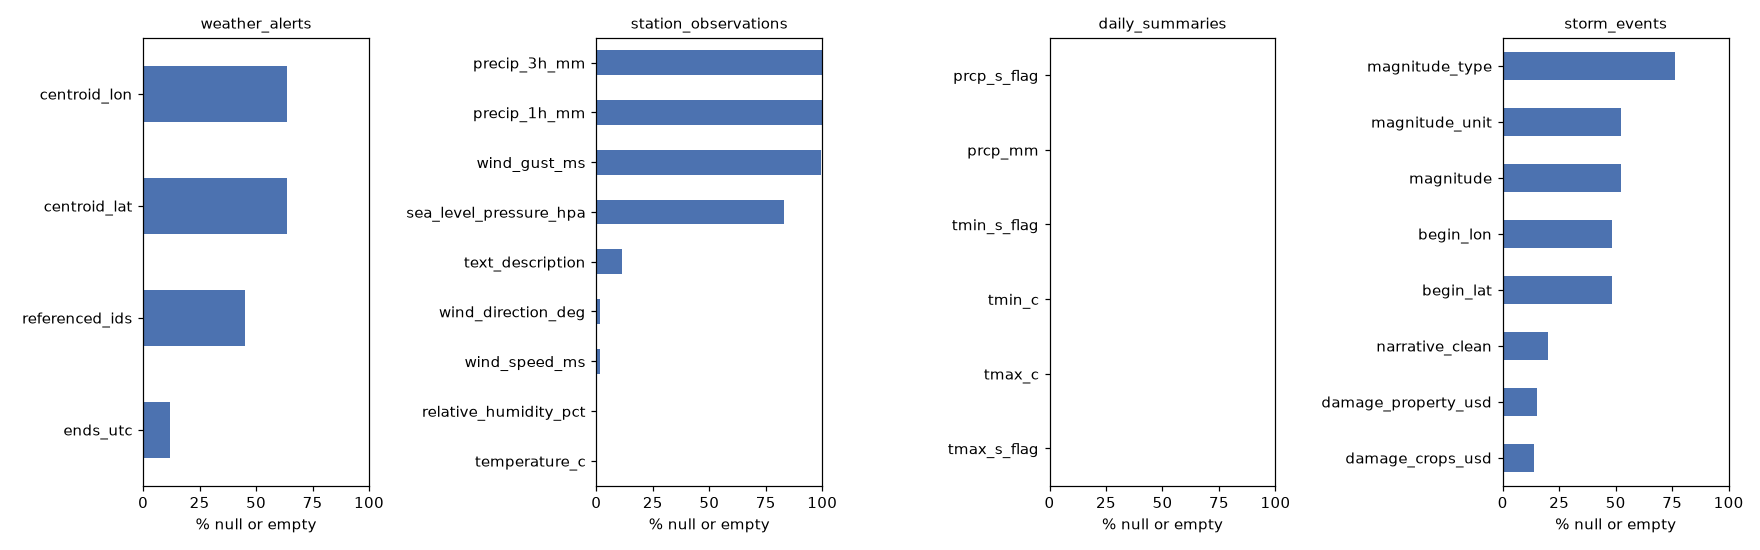 weather_alerts
centroid_lon
centroid_lat
referenced_ids
ends_utc
0 25 50 75 100
% null or empty
station_observations
precip_3h_mm
precip_1h_mm
wind_gust_ms
sea_level_pressure_hpa
text_description
wind_direction_deg
wind_speed_ms
relative_humidity_pct
temperature_c
0 25 50 75 100
% null or empty
daily_summaries
prcp_s_flag
prcp_mm
tmin_s_flag
tmin_c
tmax_c
tmax_s_flag
0 25 50 75 100
% null or empty
storm_events
magnitude_type
magnitude_unit
magnitude
begin_lon
begin_lat
narrative_clean
damage_property_usd
damage_crops_usd
0 25 50 75 100
% null or empty